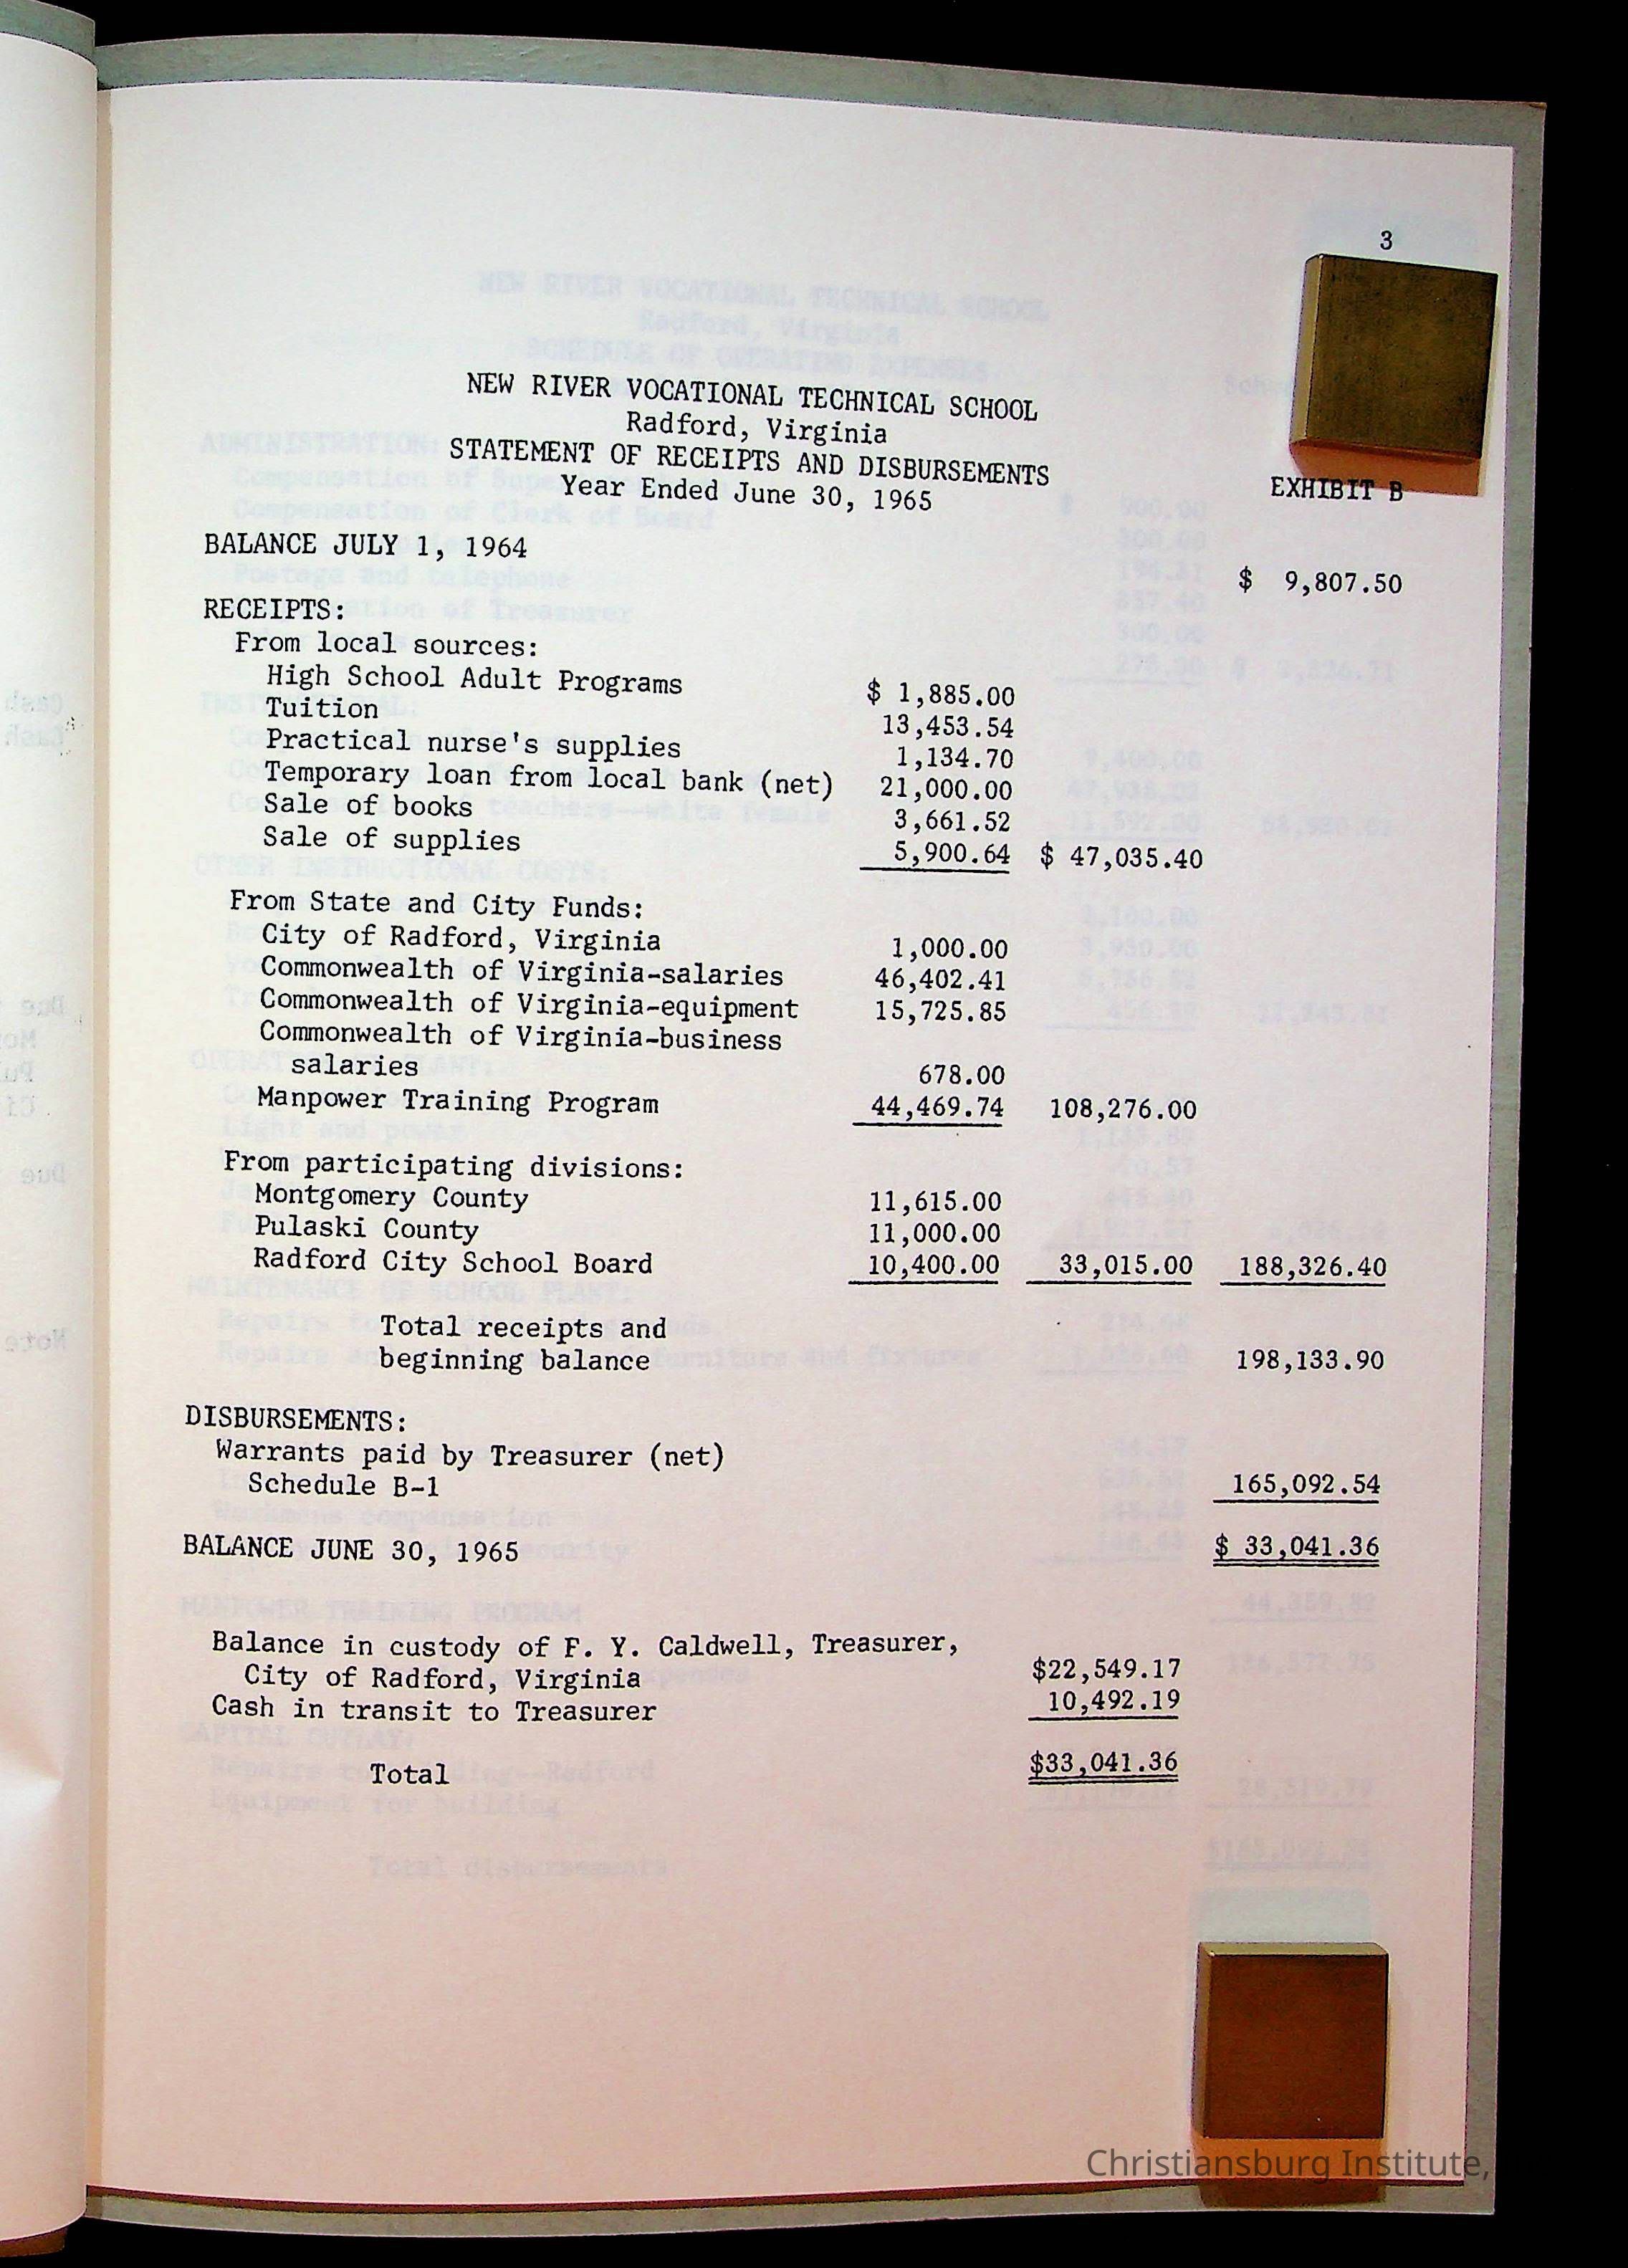 3
NEW RIVER VOCATIONAL TECHNICAL SCHOOL
Radford, Virginia
STATEMENT OF RECEIPTS AND DISBURSEMENTS
Year Ended June 30, 1965
EXHIBIT B
BALANCE JULY 1, 1964 $ 9,807.50
RECEIPTS:
From local sources:
High School Adult Programs $ 1,885.00
Tuition 13,453.54
Practical nurse's supplies 1,134.70
Temporary loan from local bank (net) 21,000.00
Sale of books 3,661.52
Sale of supplies 5,900.64 $ 47,035.40
From State and City Funds:
City of Radford, Virginia 1,000.00
Commonwealth of Virginia-salaries 46,402.41
Commonwealth of Virginia-equipment 15,725.85
Commonwealth of Virginia-business
salaries 678.00
Manpower Training Program 44,469.74 108,276.00
From participating divisions:
Montgomery County 11,615.00
Pulaski County 11,000.00
Radford City School Board 10,400.00 33,015.00 188,326.40
Total receipts and
beginning balance 198,133.90
DISBURSEMENTS:
Warrants paid by Treasurer (net)
Schedule B-1 165,092.54
BALANCE JUNE 30, 1965 $ 33,041.36
Balance in custody of F. Y. Caldwell, Treasurer,
City of Radford, Virginia $22,549.17
Cash in transit to Treasurer 10,492.19
Total $33,041.36
Christiansburg Institute,